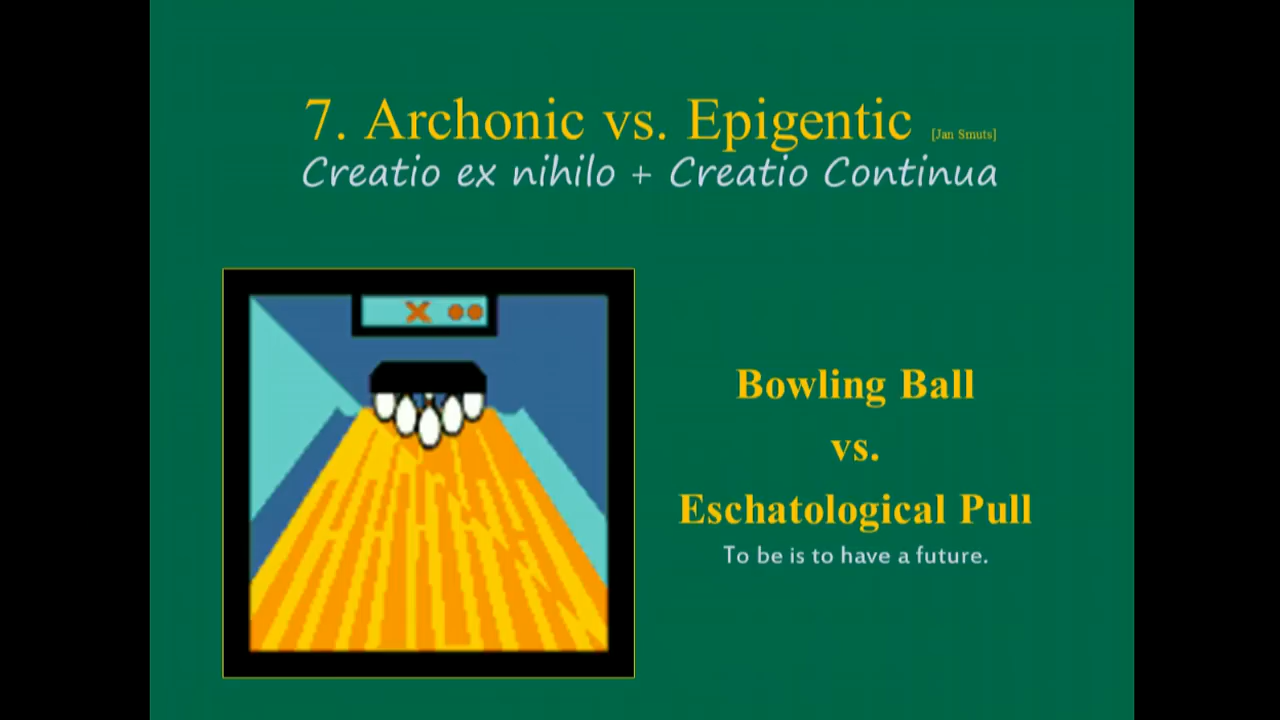 7. Archonic vs. Epigentic [Jan Smuts]
Creatio ex nihilo + Creatio Continua
X
Bowling Ball
vs.
Eschatological Pull
To be is to have a future.